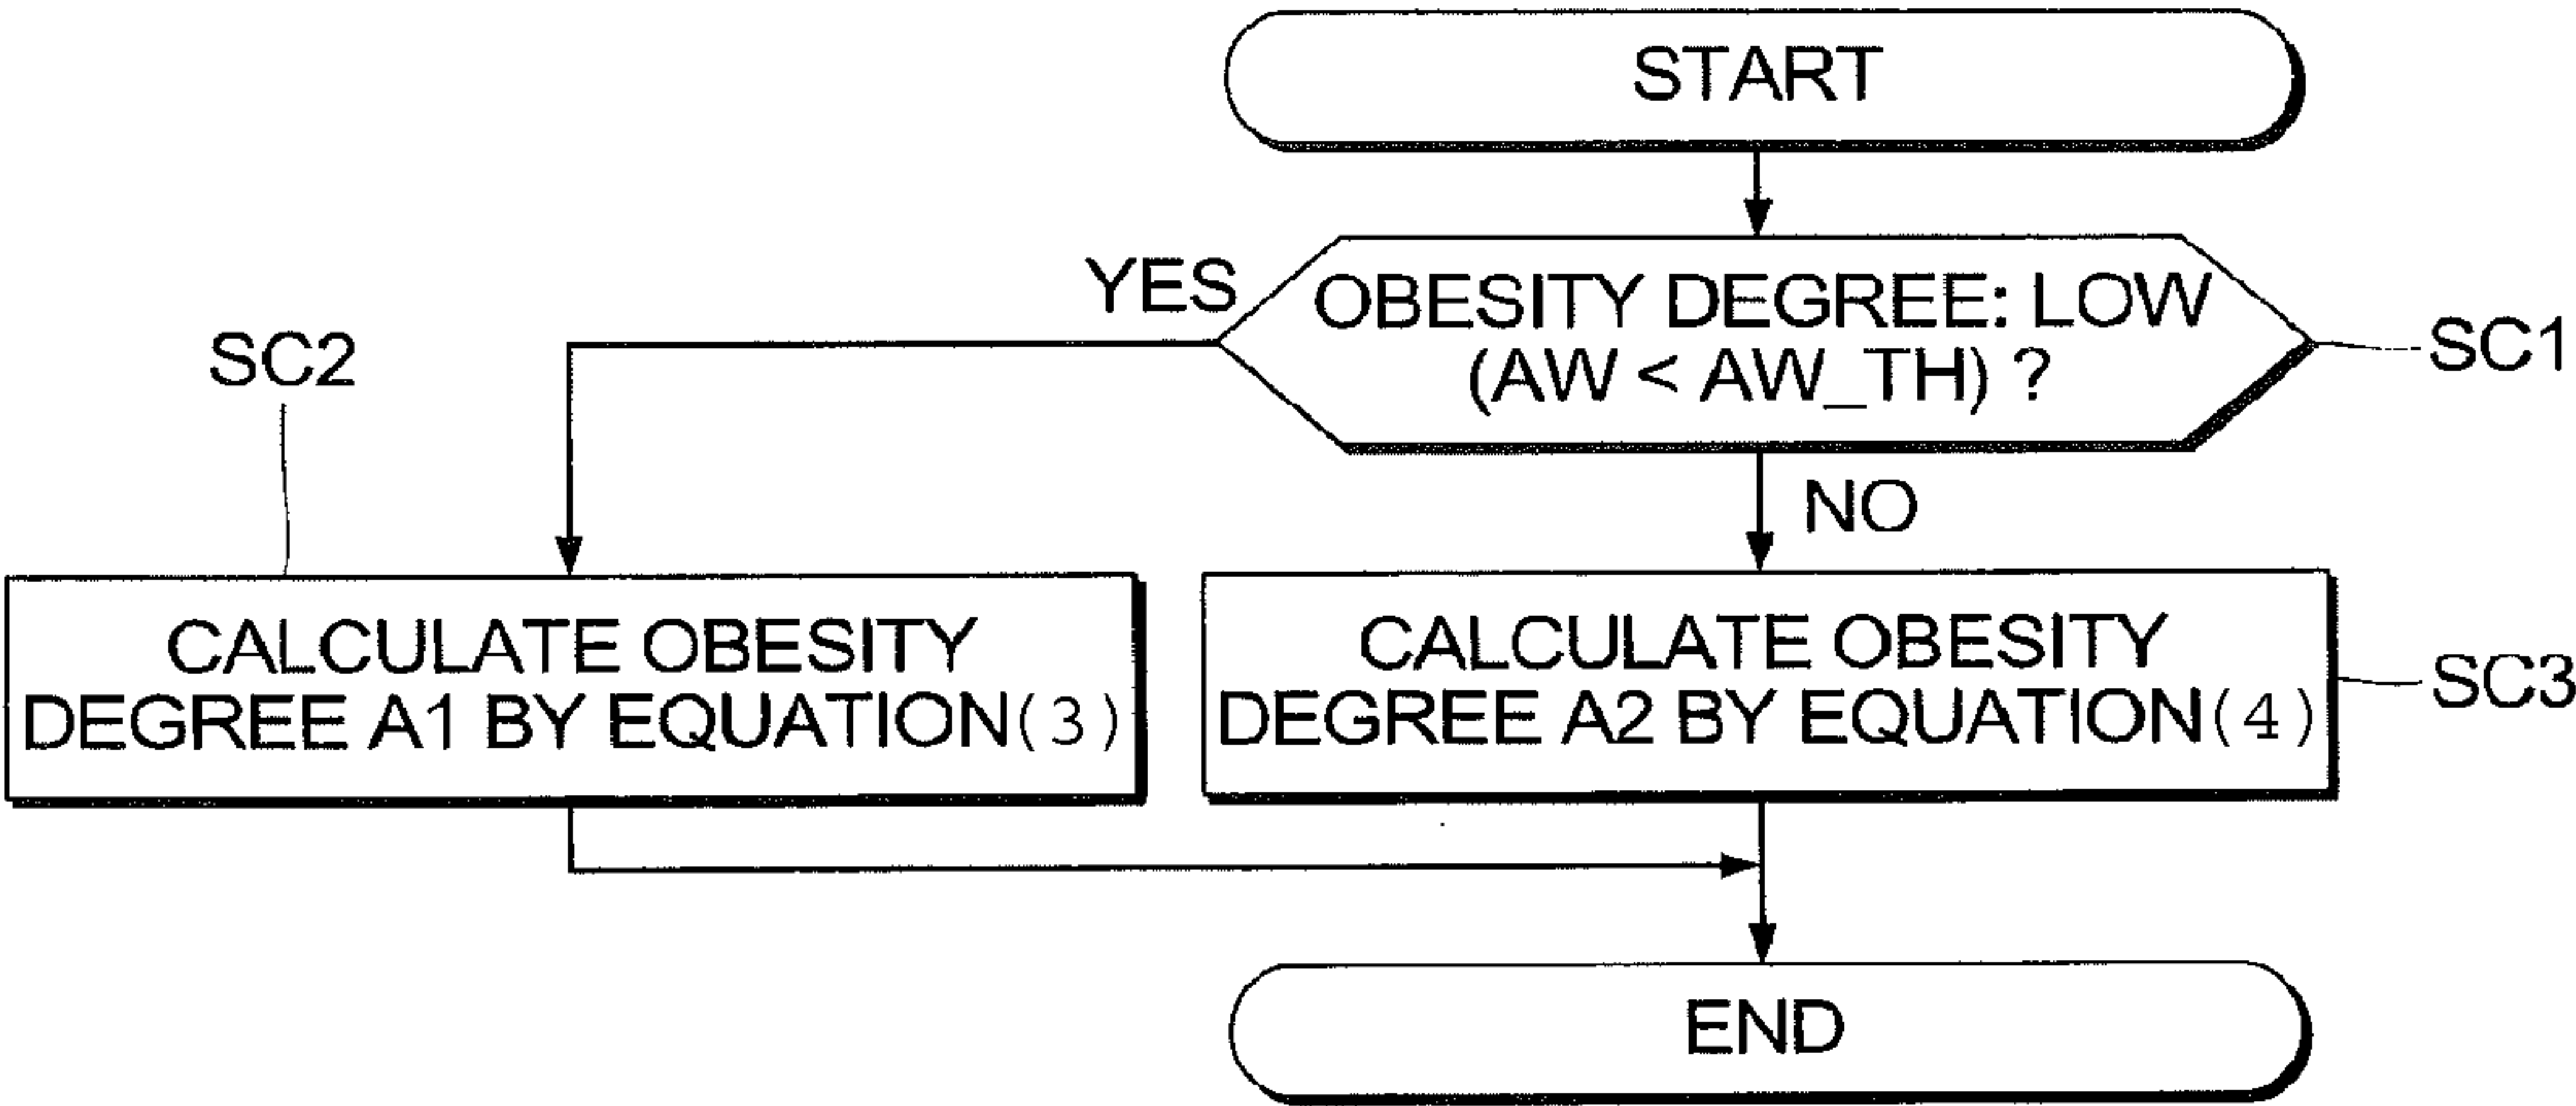 START
YES
OBESITY DEGREE: LOW
(AW < AW_TH) ?
SC1
SC2
NO
CALCULATE OBESITY
DEGREE A1 BY EQUATION(3)
CALCULATE OBESITY
DEGREE A2 BY EQUATION(4)
SC3
END